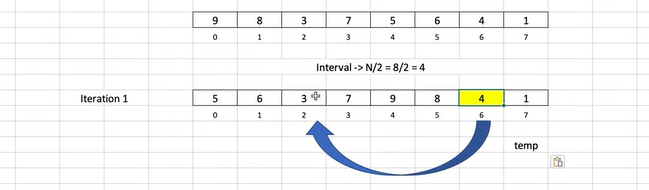 9 8 3 7 5 6 4 1
0 1 2 3 4 5 6 7
Interval -> N/2 = 8/2 = 4
Iteration 1 5 6 3 7 9 8 4 1
0 1 2 3 4 5 6 7
temp